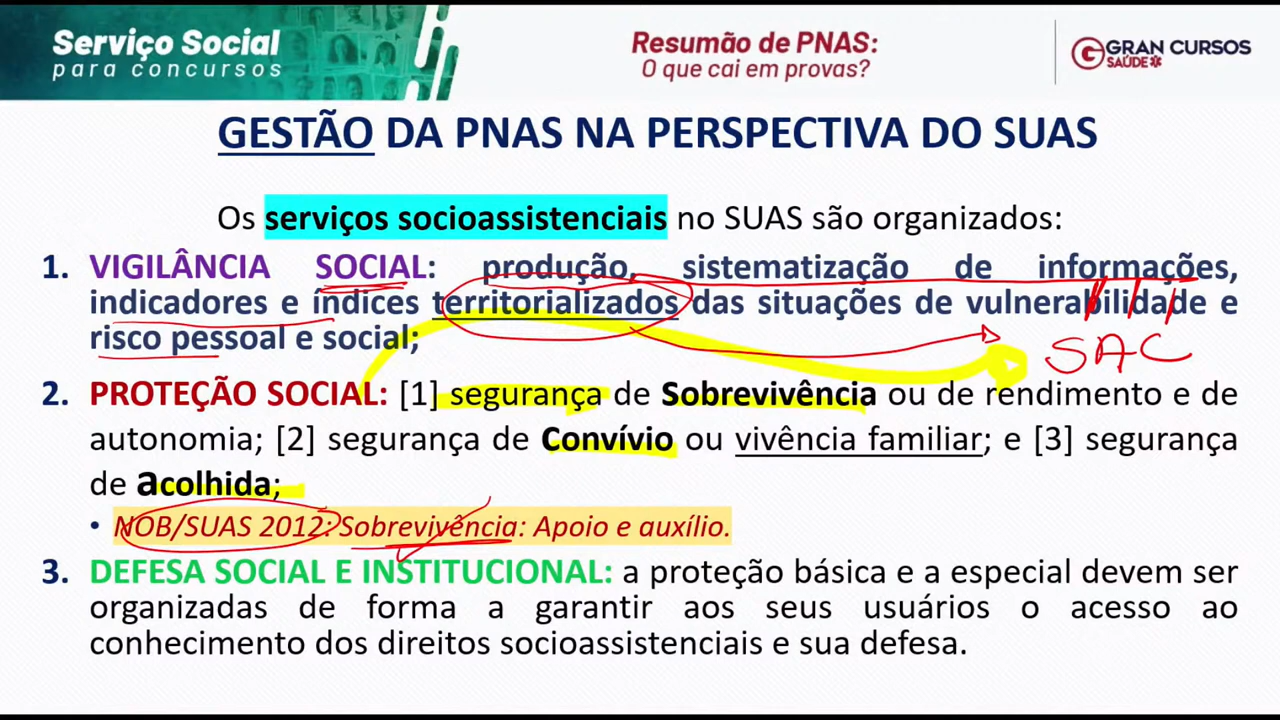 Serviço Social
para concursos
Resumão de PNAS:
O que cai em provas?
GRAN CURSOS
SAÚDE
GESTÃO DA PNAS NA PERSPECTIVA DO SUAS
Os serviços socioassistenciais no SUAS são organizados:
1. VIGILÂNCIA SOCIAL: produção, sistematização de informações,
indicadores e índices territorializados das situações de vulnerabilidade e
risco pessoal e social;
SAC
2. PROTEÇÃO SOCIAL: [1] segurança de Sobrevivência ou de rendimento e de
autonomia; [2] segurança de Convívio ou vivência familiar; e [3] segurança
de acolhida;
• NOB/SUAS 2012: Sobrevivência: Apoio e auxílio.
3. DEFESA SOCIAL E INSTITUCIONAL: a proteção básica e a especial devem ser
organizadas de forma a garantir aos seus usuários o acesso ao
conhecimento dos direitos socioassistenciais e sua defesa.